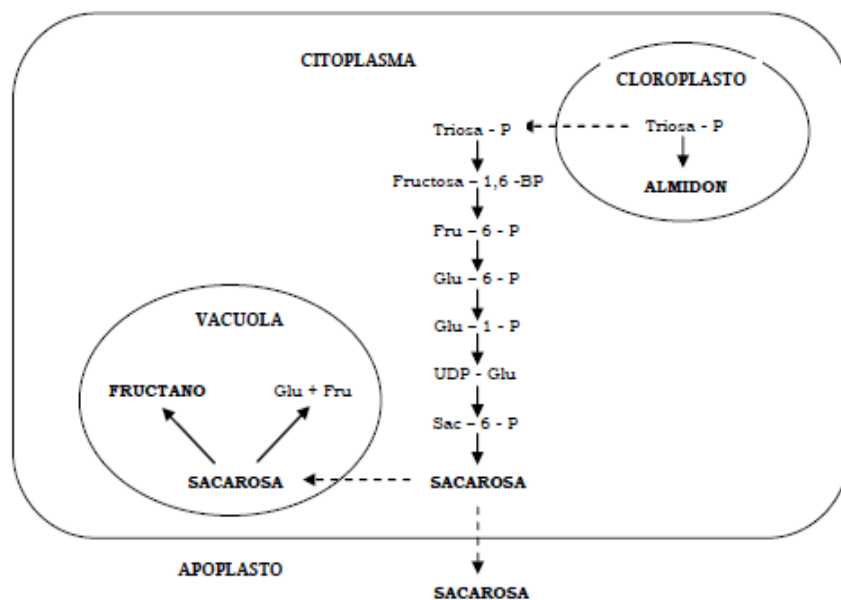 CITOPLASMA
CLOROPLASTO
Triosa - P
Triosa - P
Fructosa – 1,6 -BP
ALMIDON
Fru – 6 - P
Glu – 6 - P
VACUOLA
Glu – 1 - P
UDP - Glu
FRUCTANO
Glu + Fru
Sac – 6 - P
SACAROSA
SACAROSA
APOPLASTO
SACAROSA